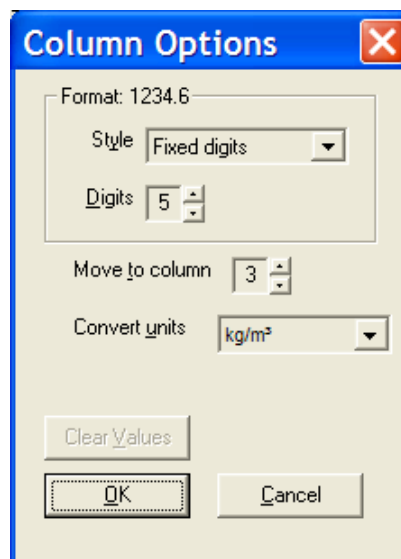 Column Options
Format: 1234.6
Style Fixed digits
Digits 5
Move to column 3
Convert units kg/m³
Clear Values
OK Cancel